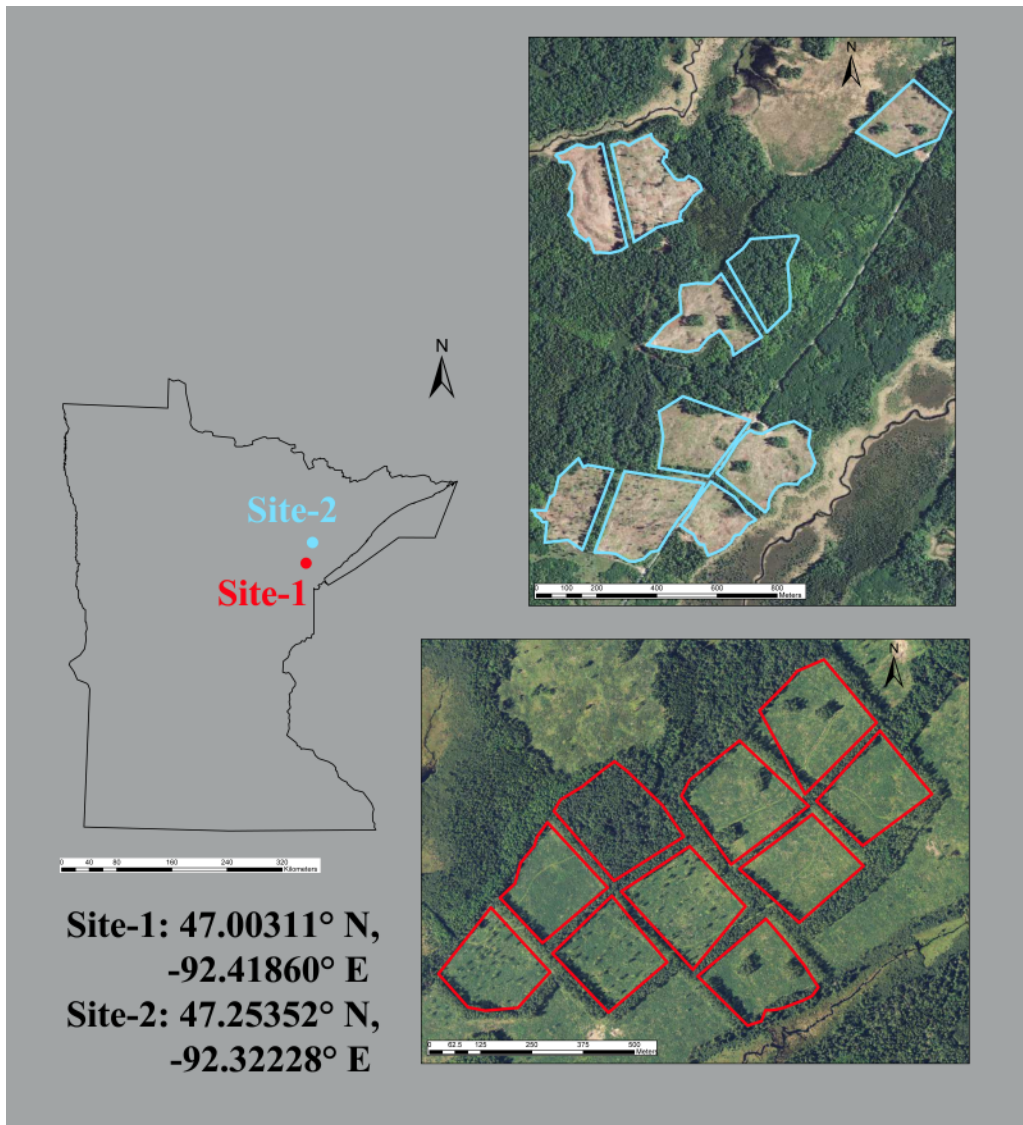 N
0 100 200 400 600 800
Meters
N
Site-2
Site-1
N
0 40 80 160 240 320
Kilometers
Site-1: 47.00311° N,
-92.41860° E
Site-2: 47.25352° N,
-92.32228° E
0 62.5 125 250 375 500
Meters